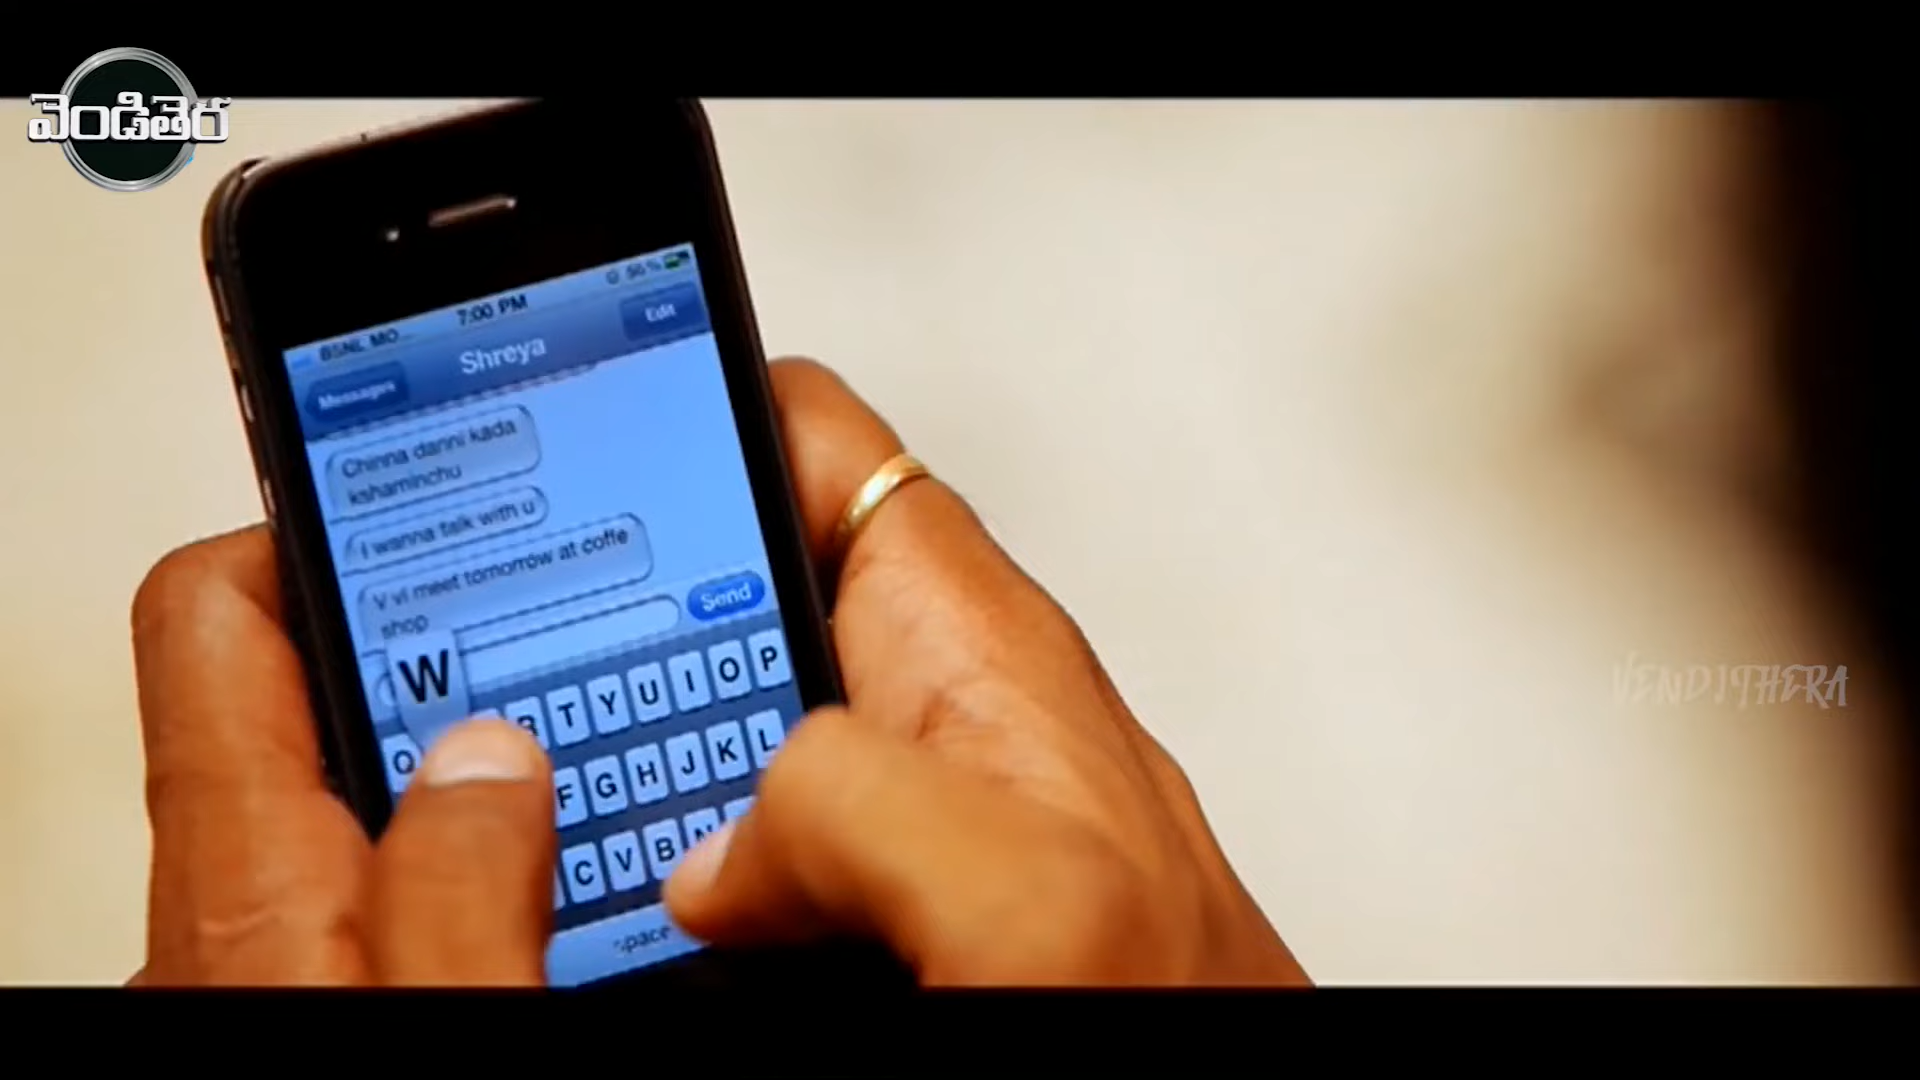 వెండితెర
BSNL MO...
7:00 PM
56 %
Messages
Shreya
Edit
Chinna danni kada
kshaminchu
I wanna talk with u
V vl meet tomorrow at coffe
shop
Send
W
Q R T Y U I O P
F G H J K L
C V B N
space
VENDITHERA